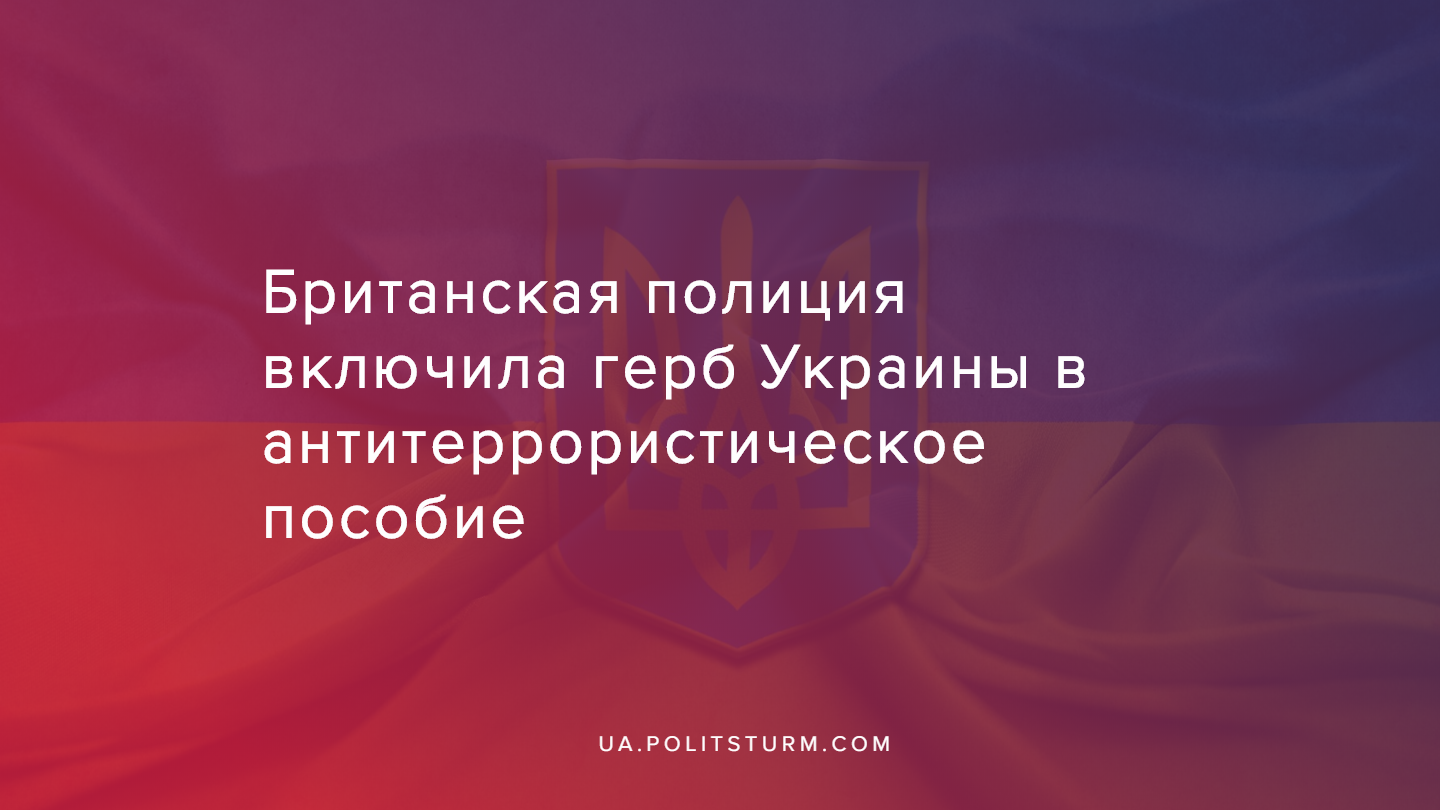 Британская полиция
включила герб Украины в
антитеррористическое
пособие
UA.POLITSTURM.COM